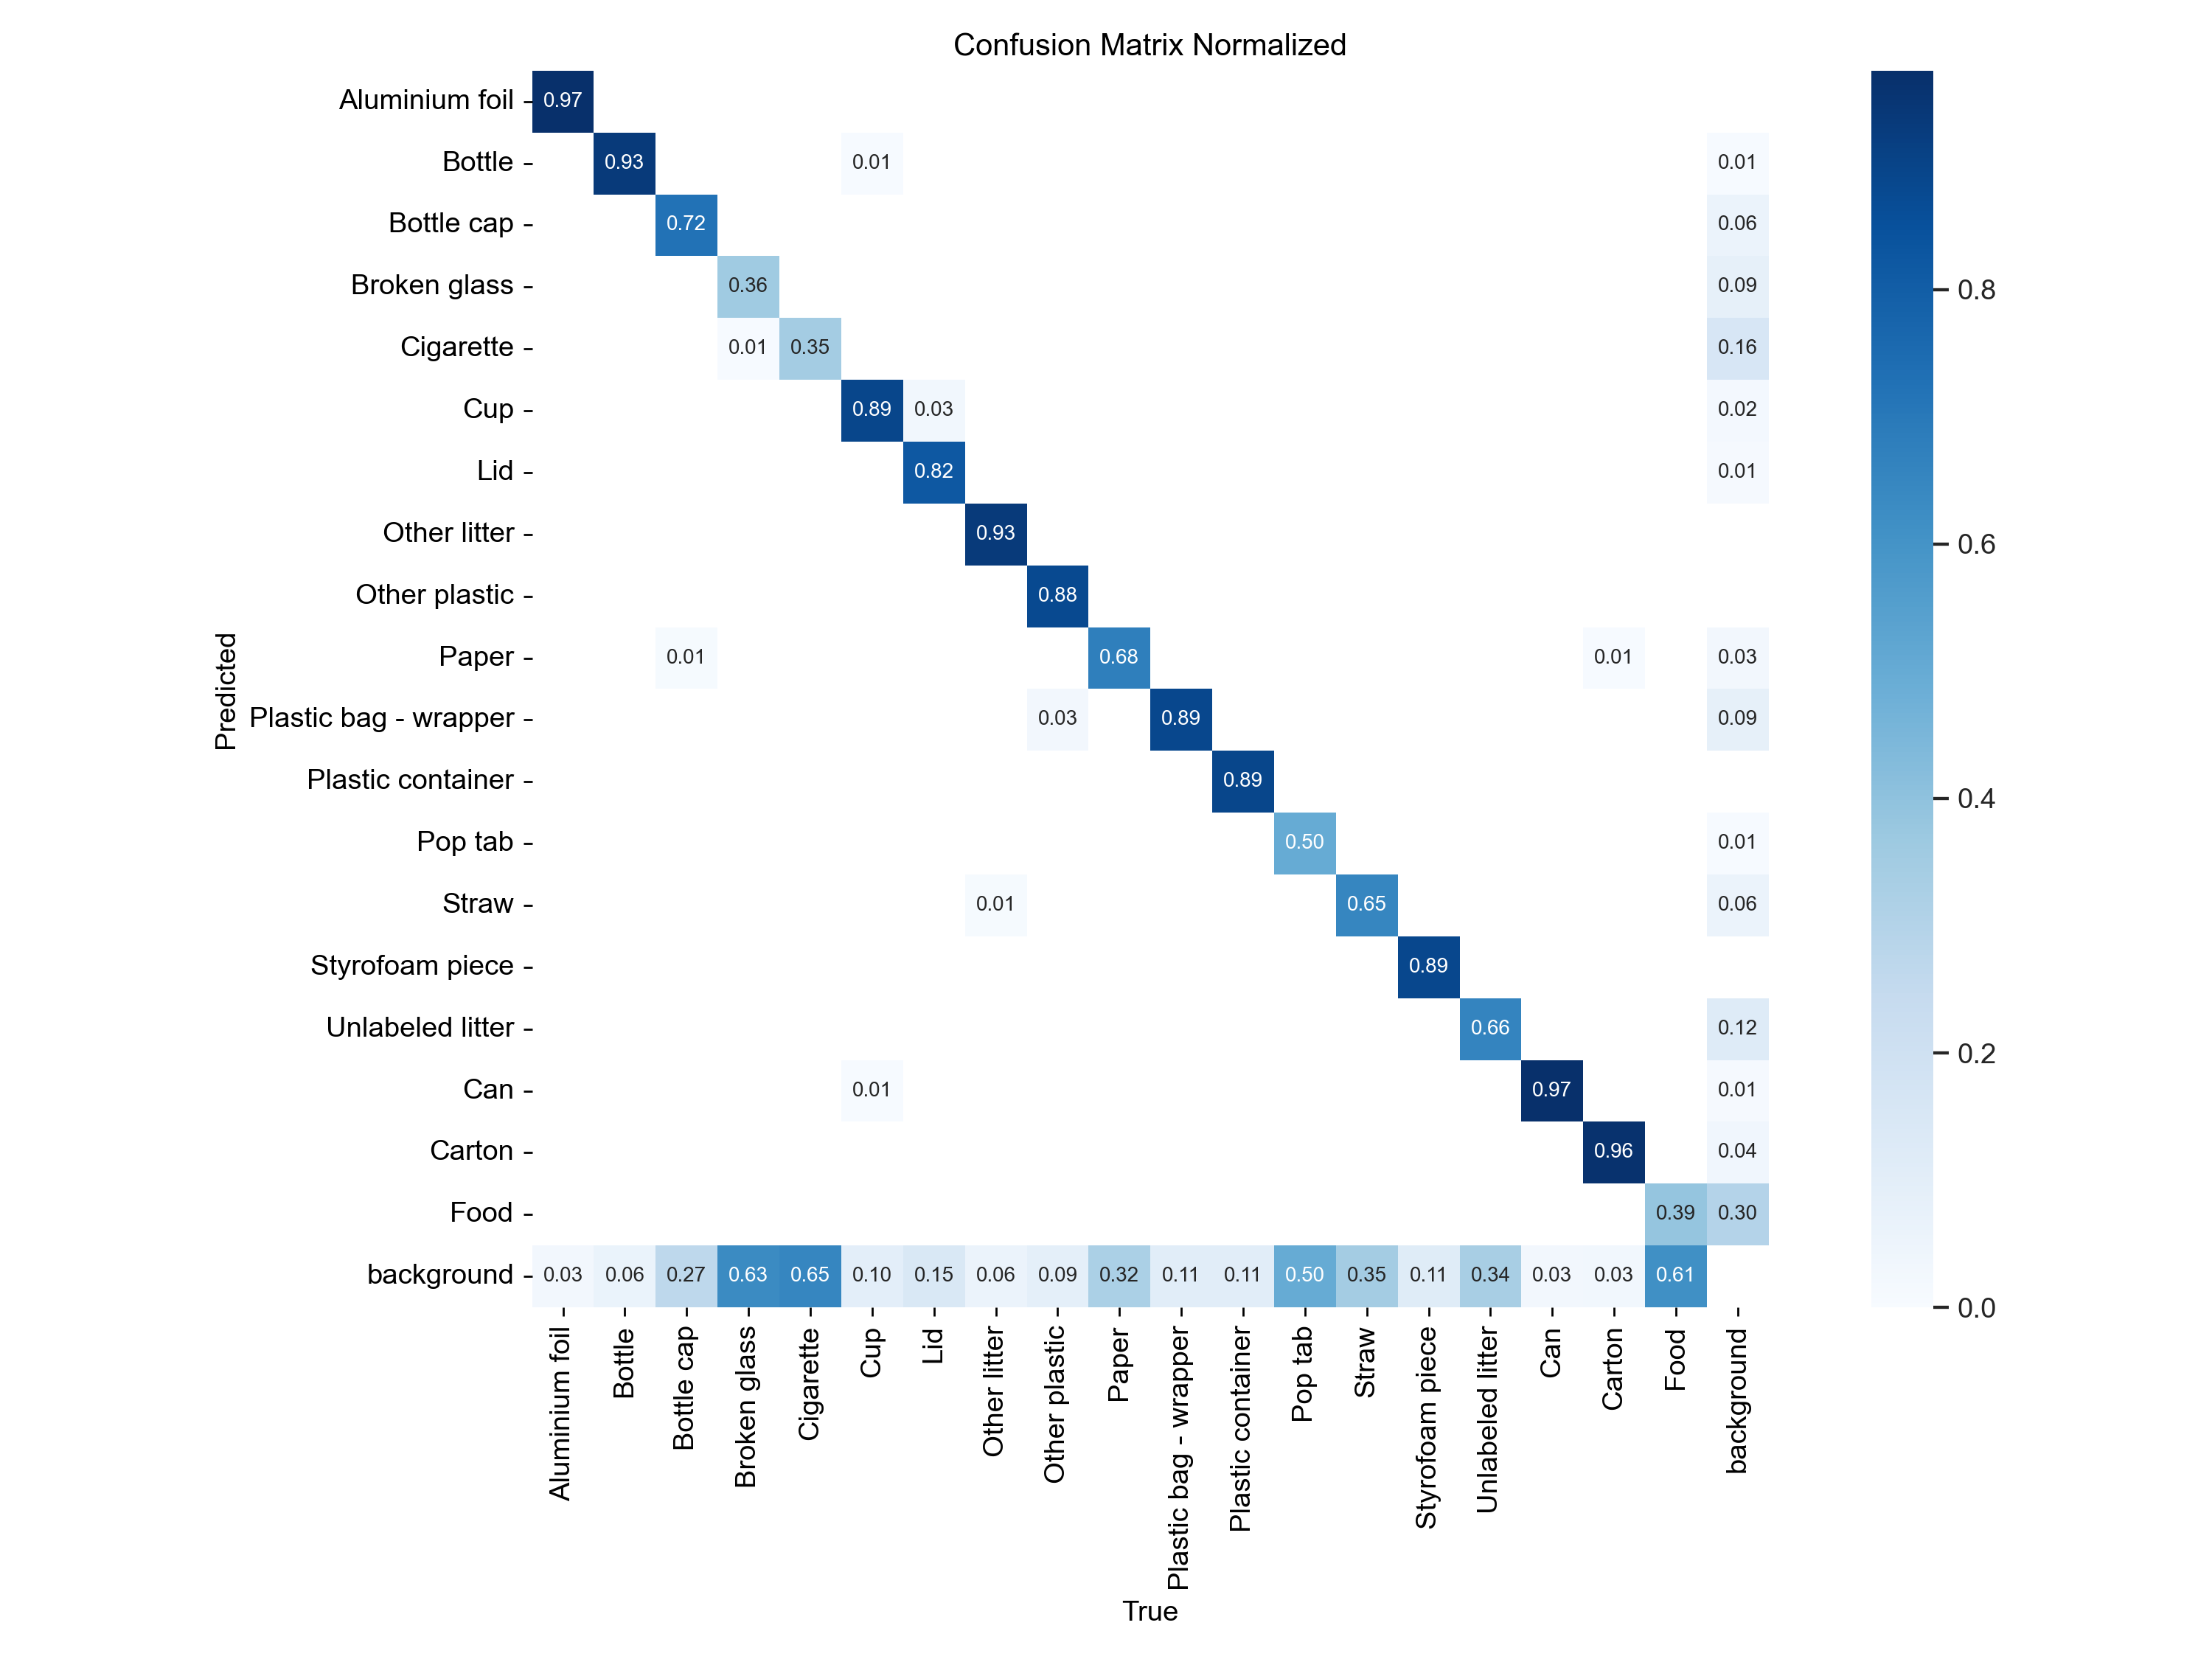 Confusion Matrix Normalized
Aluminium foil 0.97
Bottle 0.93 0.01 0.01
Bottle cap 0.72 0.06
Broken glass 0.36 0.09
Cigarette 0.01 0.35 0.16
Cup 0.89 0.03 0.02
Lid 0.82 0.01
Other litter 0.93
Other plastic 0.88
Paper 0.01 0.68 0.01 0.03
Plastic bag - wrapper 0.03 0.89 0.09
Plastic container 0.89
Pop tab 0.50 0.01
Straw 0.01 0.65 0.06
Styrofoam piece 0.89
Unlabeled litter 0.66 0.12
Can 0.01 0.97 0.01
Carton 0.96 0.04
Food 0.39 0.30
background 0.03 0.06 0.27 0.63 0.65 0.10 0.15 0.06 0.09 0.32 0.11 0.11 0.50 0.35 0.11 0.34 0.03 0.03 0.61
Predicted
Aluminium foil
Bottle
Bottle cap
Broken glass
Cigarette
Cup
Lid
Other litter
Other plastic
Paper
Plastic bag - wrapper
Plastic container
Pop tab
Straw
Styrofoam piece
Unlabeled litter
Can
Carton
Food
background
True
0.8
0.6
0.4
0.2
0.0